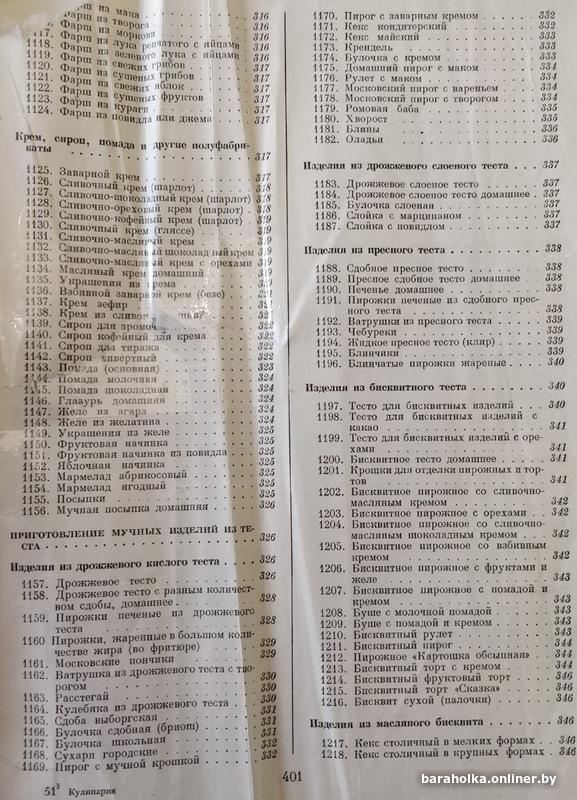 Фарш из мака . . . 316
Фарш из творога . . . 316
1117. Фарш из моркови . . . 316
1118. Фарш из лука репчатого с яйцами . 316
1119. Фарш из зеленого лука с яйцами . 316
1120. Фарш из свежих грибов . . . 317
1121. Фарш из сушеных грибов . . . 317
1122. Фарш из свежих яблок . . . 317
1123. Фарш из сушеных фруктов . . . 317
1124. Фарш из кураги . . . 317
Фарш из повидла или джема . . . 317
Крем, сироп, помада и другие полуфабри-
каты . . . 317
1125. Заварной крем . . . 317
1126. Сливочный крем (шарлот) . . . 318
1127. Сливочно-шоколадный крем (шарлот) . 318
1128. Сливочно-ореховый крем (шарлот) . 318
1129. Сливочно-кофейный крем (шарлот) . 319
1130. Сливочный крем (гляссе) . . . 319
1131. Сливочно-масляный крем . . . 319
1132. Сливочно-масляный шоколадный крем 319
1133. Сливочно-масляный крем с орехами 319
1134. Масляный крем домашний
1135. Украшения из крема
1136. Взбивной заварной крем (безе)
1137. Крем зефир
1138. Крем из сливок
1139. Сироп для промоч. . . 322
1140. Сироп кофейный для крема . . . 322
1141. Сироп для тиража . . . 322
1142. Сироп инвертный . . . 322
1143. Помада (основная) . . . 323
1144. Помада молочная . . . 324
1145. Помада шоколадная . . . 324
1146. Глазурь домашняя . . . 324
1147. Желе из агара . . . 324
1148. Желе из желатина . . . 324
1149. Украшения из желе . . . 325
1150. Фруктовая начинка . . . 325
1151. Фруктовая начинка из повидла . . . 325
1152. Яблочная начинка . . . 325
1153. Мармелад абрикосовый . . . 325
1154. Мармелад ягодный . . . 325
1155. Посыпки . . . 325
1156. Мучная посыпка домашняя . . . 326
ПРИГОТОВЛЕНИЕ МУЧНЫХ ИЗДЕЛИЙ ИЗ ТЕ-
СТА . . . 326
Изделия из дрожжевого кислого теста . . . 326
1157. Дрожжевое тесто . . . 326
1158. Дрожжевое тесто с разным количест-
вом сдобы, домашнее . . . 328
1159. Пирожки печеные из дрожжевого
теста . . . 328
1160 Пирожки, жаренные в большом коли-
честве жира (во фритюре) . . . 329
1161. Московские пончики . . . 329
1162. Ватрушка из дрожжевого теста с тво-
рогом . . . 330
1163. Расстегай . . . 330
1164. Кулебяка из дрожжевого теста . . . 330
1165. Сдоба выборгская . . . 331
1166. Булочка сдобная (бриош) . . . 331
1167. Булочка школьная . . . 331
1168. Сухари городские . . . 332
1169. Пирог с мучной крошкой . . . 332
51³ Кулинария
1170. Пирог с заварным кремом . . . 332
1171. Кекс кондитерский . . . 332
1172. Кекс майский . . . 333
1173. Крендель . . . 333
1174. Булочка с кремом . . . 333
1175. Домашний пирог с маком . . . 334
1176. Рулет с маком . . . 334
1177. Московский пирог с вареньем . . . 334
1178. Московский пирог с творогом . . . 334
1179. Ромовая баба . . . 335
1180. Хворост . . . 335
1181. Блины . . . 336
1182. Оладьи . . . 336
Изделия из дрожжевого слоеного теста . . . 337
1183. Дрожжевое слоеное тесто . . . 337
1184. Дрожжевое слоеное тесто домашнее . 337
1185. Булочка слоеная . . . 337
1186. Слойка с марципаном . . . 337
1187. Слойка с повидлом . . . 337
Изделия из пресного теста . . . 338
1188. Сдобное пресное тесто . . . 338
1189. Пресное сдобное тесто домашнее . . . 338
1190. Печенье домашнее . . . 338
1191. Пирожки печеные из сдобного прес-
ного теста . . . 338
1192. Ватрушки из пресного теста . . . 339
1193. Чебуреки . . . 339
1194. Жидкое пресное тесто (кляр) . . . 339
1195. Блинчики . . . 339
1196. Блинчатые пирожки жареные . . . 340
Изделия из бисквитного теста . . . 340
1197. Тесто для бисквитных изделий . . . 340
1198. Тесто для бисквитных изделий с
какао . . . 341
1199. Тесто для бисквитных изделий с оре-
хами . . . 341
1200. Бисквитное тесто домашнее . . . 341
1201. Крошки для отделки пирожных и тор-
тов . . . 341
1202. Бисквитное пирожное со сливочно-
масляным кремом . . . 342
1203. Бисквитное пирожное с орехами . . . 342
1204. Бисквитное пирожное со сливочно-
масляным шоколадным кремом . . . 342
1205. Бисквитное пирожное со взбивным
кремом . . . 342
1206. Бисквитное пирожное с фруктами и
желе . . . 343
1207. Бисквитное пирожное с помадой и
кремом . . . 343
1208. Буше с молочной помадой . . . 343
1209. Буше с помадой и кремом . . . 343
1210. Бисквитный рулет . . . 343
1211. Бисквитный пирог . . . 344
1212. Пирожное «Картошка обсыпная» . . . 344
1213. Бисквитный торт с кремом . . . 344
1214. Бисквитный фруктовый торт . . . 346
1215. Бисквитный торт «Сказка» . . . 346
1216. Бисквит сухой (палочки) . . . 346
Изделия из масляного бисквита . . . 346
1217. Кекс столичный в мелких формах . 346
1218. Кекс столичный в крупных формах . 346
401
baraholka.onliner.by